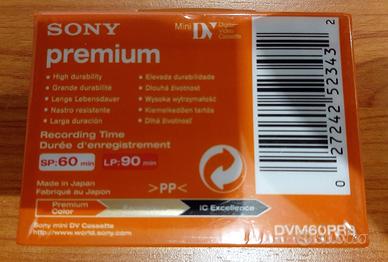 SONY
Mini DV Digital Video Cassette
premium
• High durability
• Grande durabilité
• Lange Lebensdauer
• Nastro resistente
• Larga duración
• Elevada durabilidade
• Dlouhá životnost
• Wysoka wytrzymałość
• Kiemelkedően tartós
• Dlhá životnosť
Recording Time
Durée d'enregistrement
SP:60 min LP:90 min
Made in Japan
Fabriqué au Japon
>PP<
Premium
Color
IC Excellence
Sony mini DV Cassette
http://www.world.sony.com
DVM60PR3
0 27242 52343 2